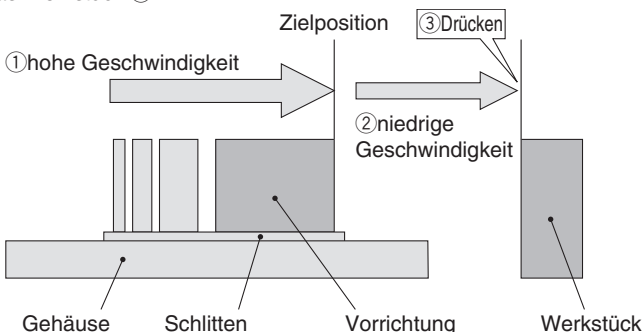 Zielposition
③Drücken
①hohe Geschwindigkeit
②niedrige
Geschwindigkeit
Gehäuse Schlitten Vorrichtung Werkstück